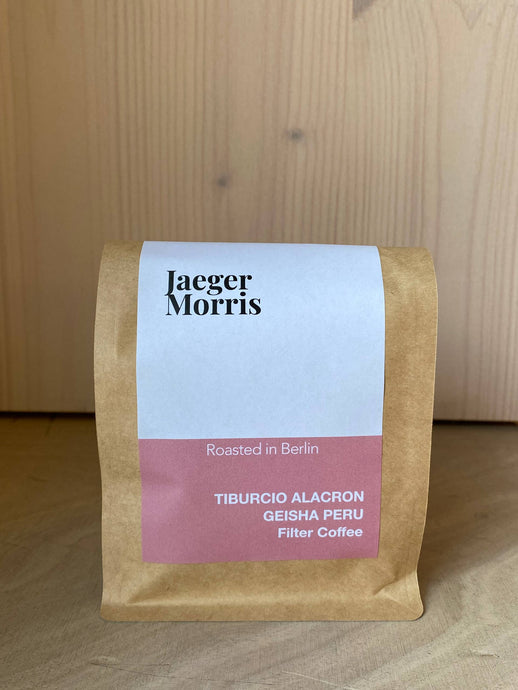 Jaeger
Morris
Roasted in Berlin
TIBURCIO ALACRON
GEISHA PERU
Filter Coffee